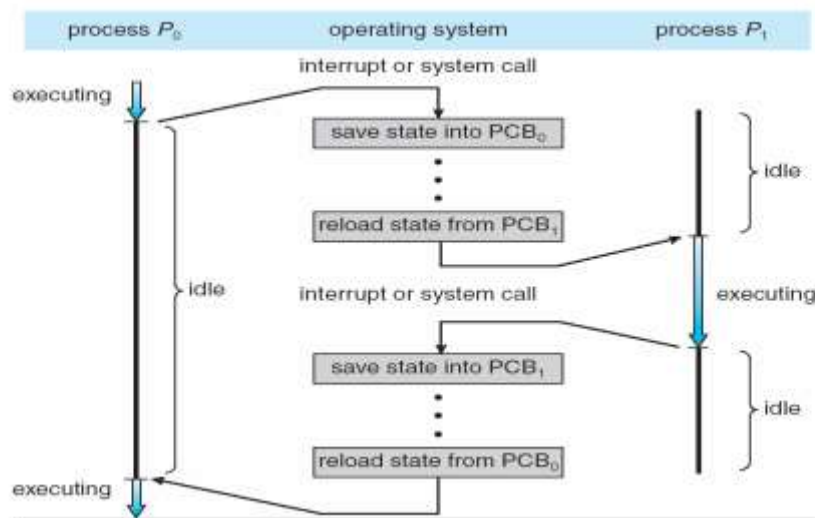 process P₀ operating system process P₁
interrupt or system call
executing
save state into PCB₀
idle
reload state from PCB₁
idle
interrupt or system call
executing
save state into PCB₁
idle
reload state from PCB₀
executing